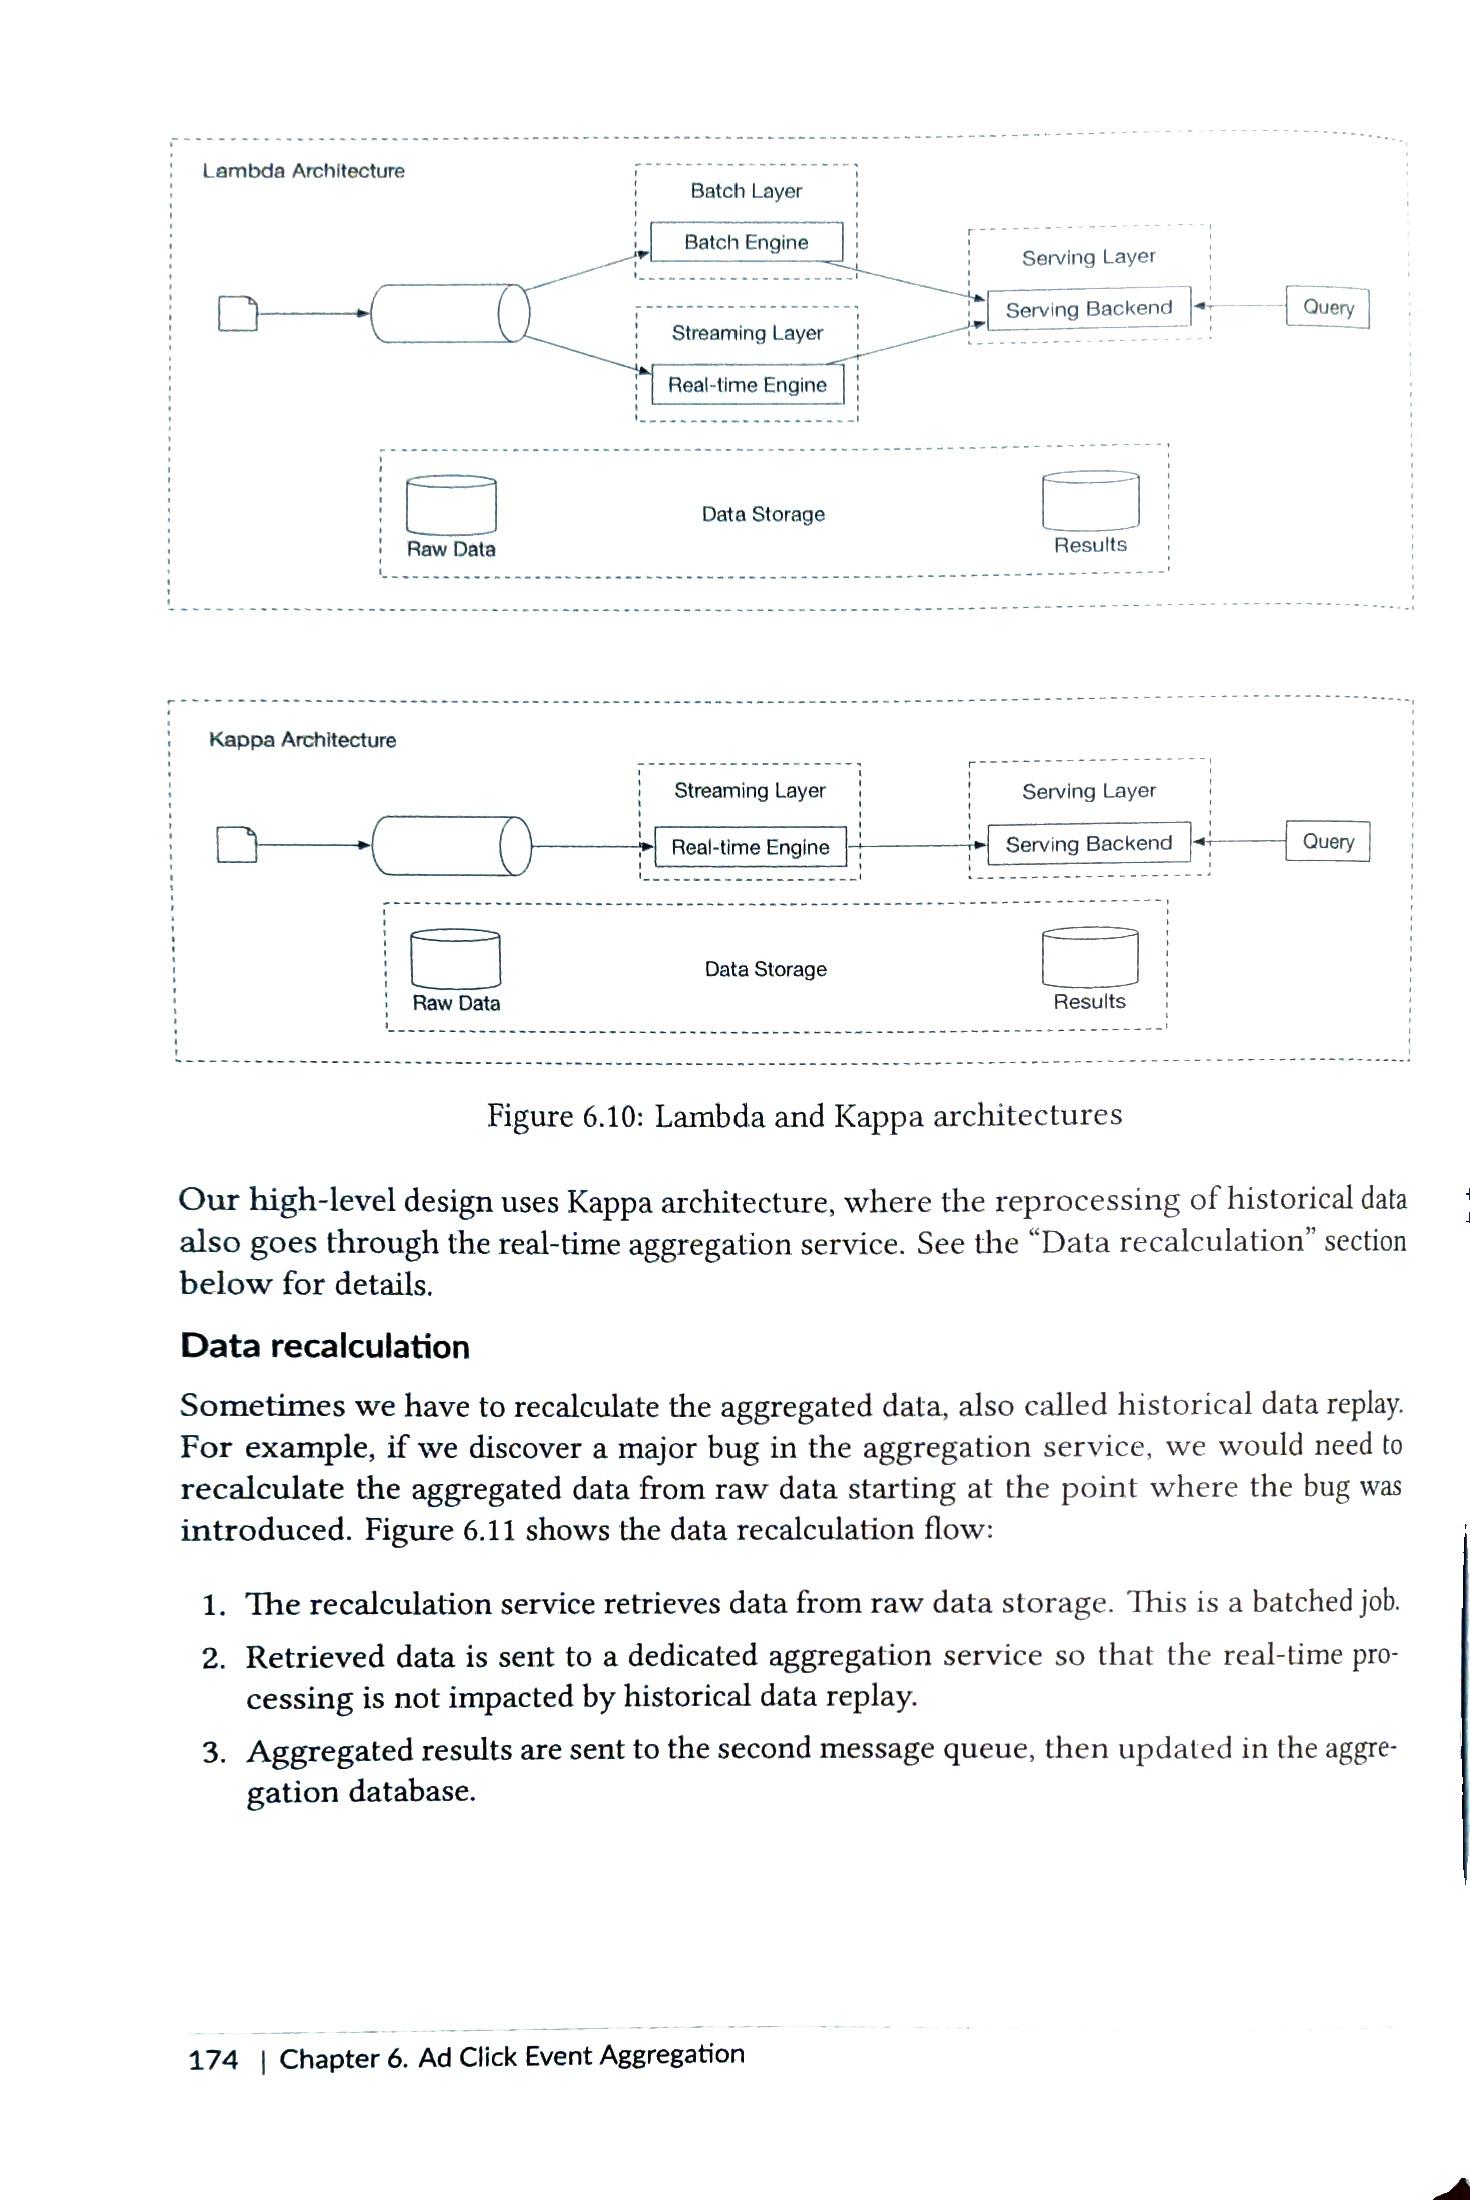 Lambda Architecture
Batch Layer
Batch Engine
Serving Layer
Serving Backend
Query
Streaming Layer
Real-time Engine
Raw Data
Data Storage
Results
Kappa Architecture
Streaming Layer
Real-time Engine
Serving Layer
Serving Backend
Query
Raw Data
Data Storage
Results
Figure 6.10: Lambda and Kappa architectures
Our high-level design uses Kappa architecture, where the reprocessing of historical data
also goes through the real-time aggregation service. See the “Data recalculation” section
below for details.
Data recalculation
Sometimes we have to recalculate the aggregated data, also called historical data replay.
For example, if we discover a major bug in the aggregation service, we would need to
recalculate the aggregated data from raw data starting at the point where the bug was
introduced. Figure 6.11 shows the data recalculation flow:
1. The recalculation service retrieves data from raw data storage. This is a batched job.
2. Retrieved data is sent to a dedicated aggregation service so that the real-time pro-
cessing is not impacted by historical data replay.
3. Aggregated results are sent to the second message queue, then updated in the aggre-
gation database.
174 | Chapter 6. Ad Click Event Aggregation